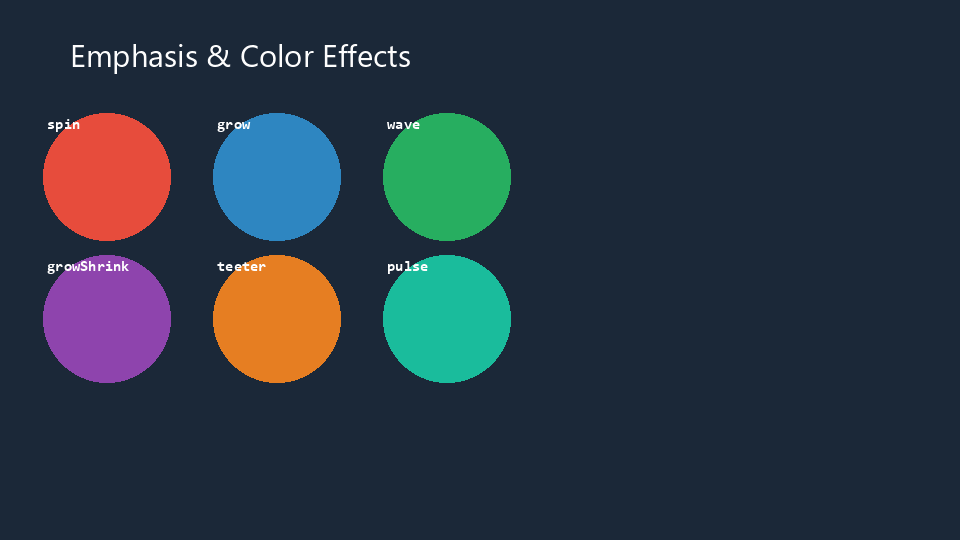 Emphasis & Color Effects
spin
grow
wave
growShrink
teeter
pulse